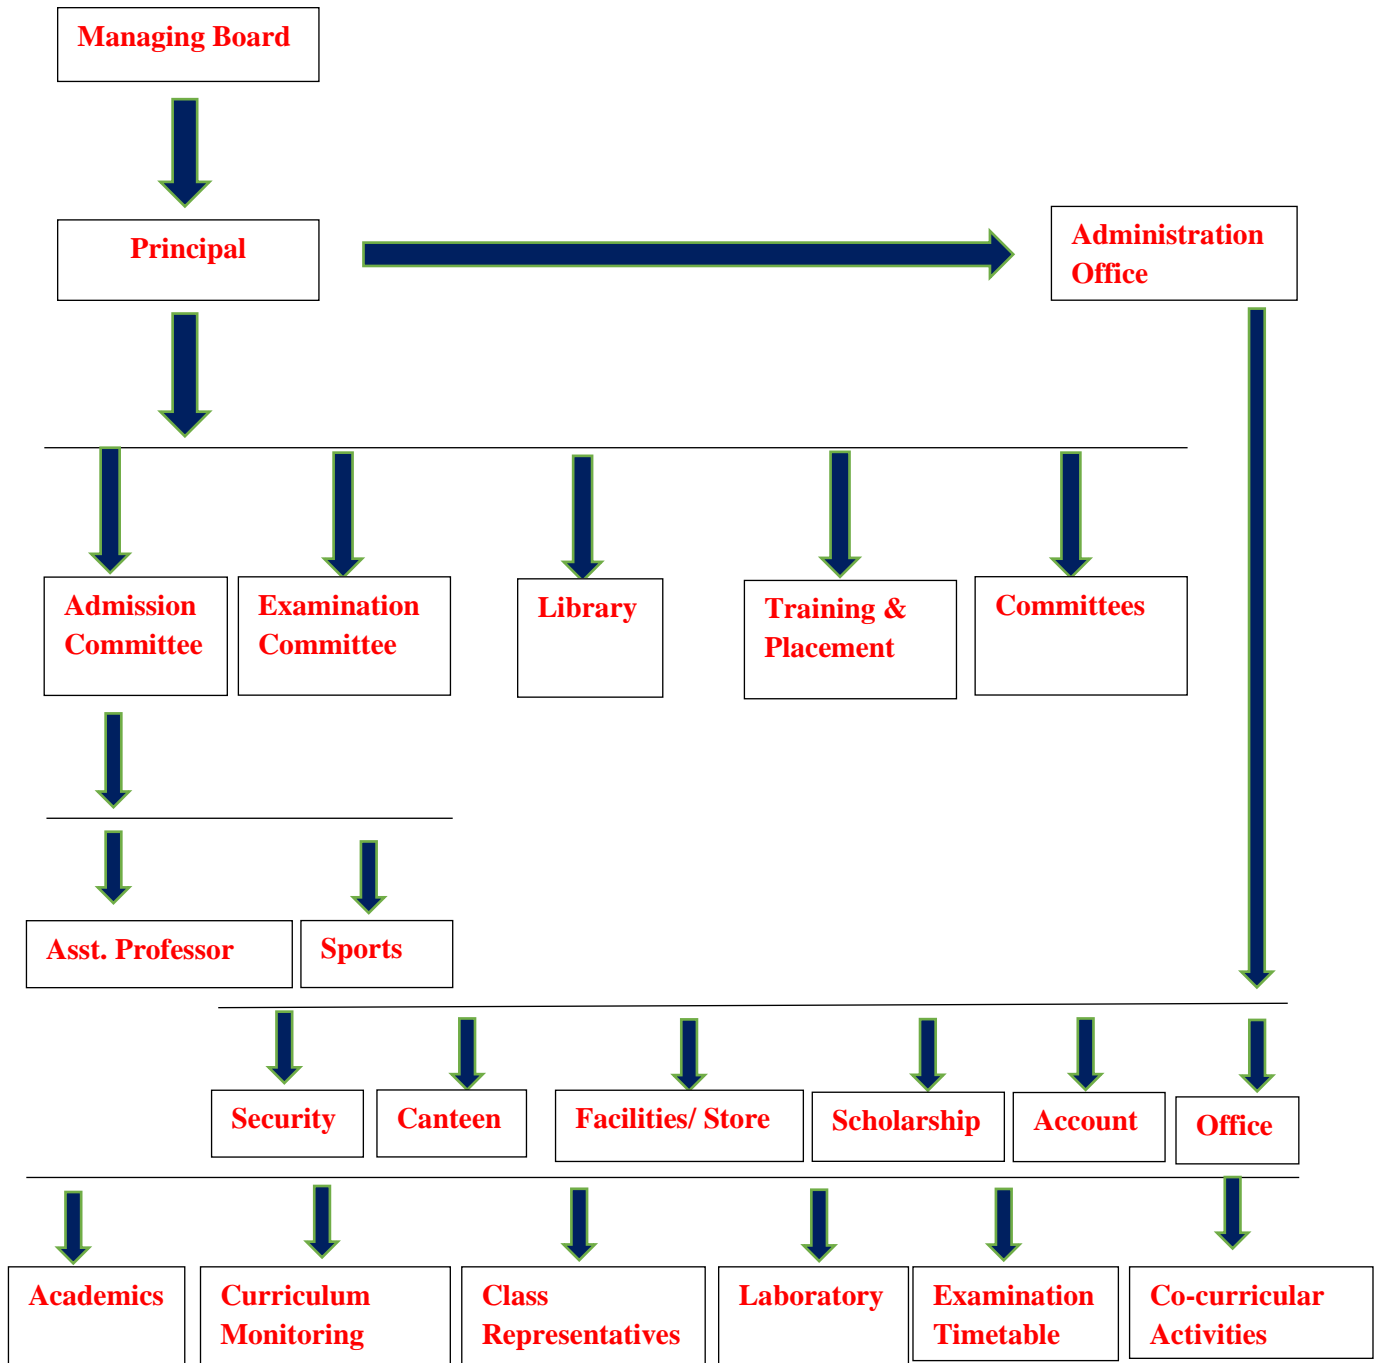 Managing Board
Principal
Administration
Office
Admission
Committee
Examination
Committee
Library
Training &
Placement
Committees
Asst. Professor
Sports
Security
Canteen
Facilities/ Store
Scholarship
Account
Office
Academics
Curriculum
Monitoring
Class
Representatives
Laboratory
Examination
Timetable
Co-curricular
Activities